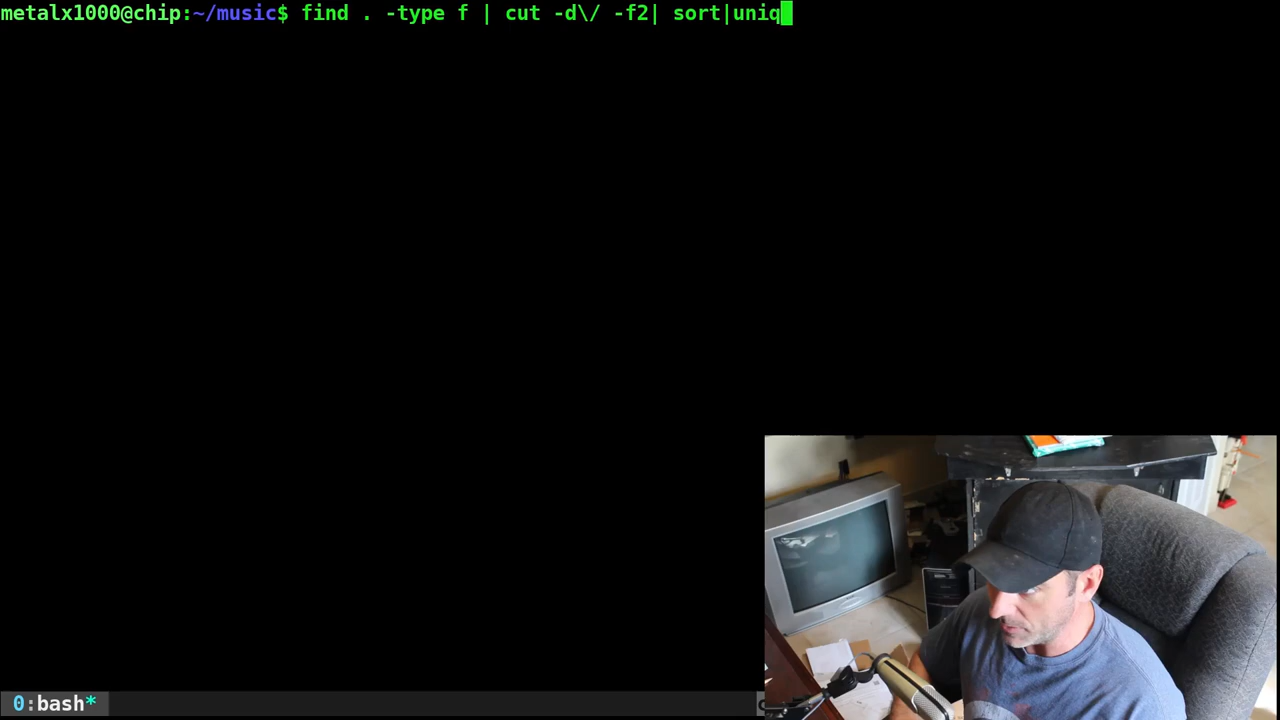 metalx1000@chip:~/music$ find . -type f | cut -d\/ -f2| sort|uniq
0:bash*